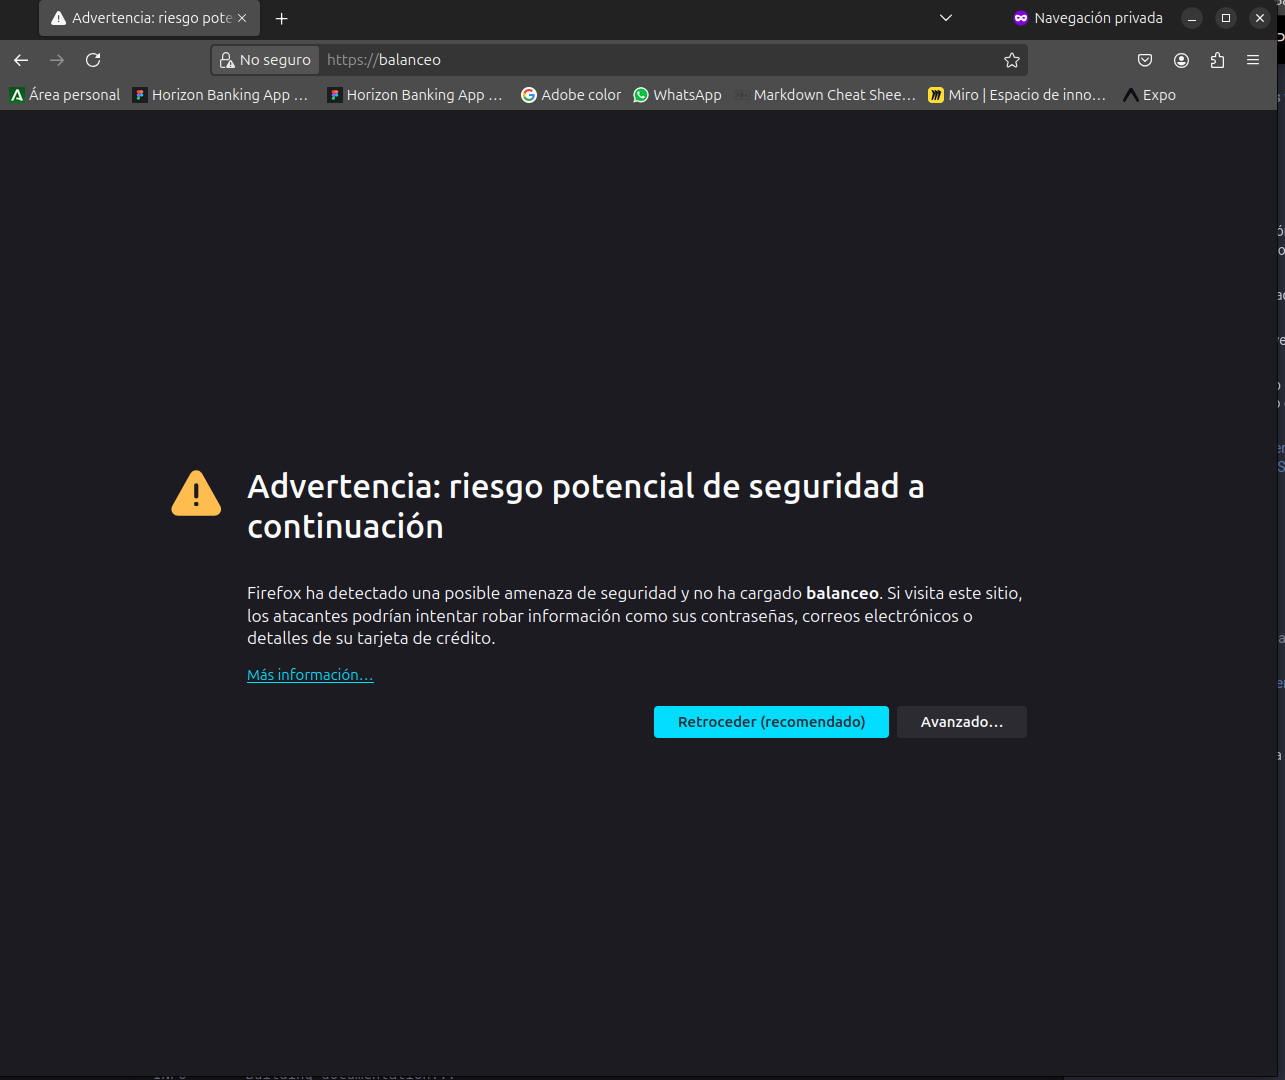 Advertencia: riesgo pote
Navegación privada
No seguro https://balanceo
Área personal Horizon Banking App ... Horizon Banking App ... Adobe color WhatsApp Markdown Cheat Shee... Miro | Espacio de inno... Expo
Advertencia: riesgo potencial de seguridad a
continuación
Firefox ha detectado una posible amenaza de seguridad y no ha cargado balanceo. Si visita este sitio,
los atacantes podrían intentar robar información como sus contraseñas, correos electrónicos o
detalles de su tarjeta de crédito.
Más información...
Retroceder (recomendado) Avanzado...